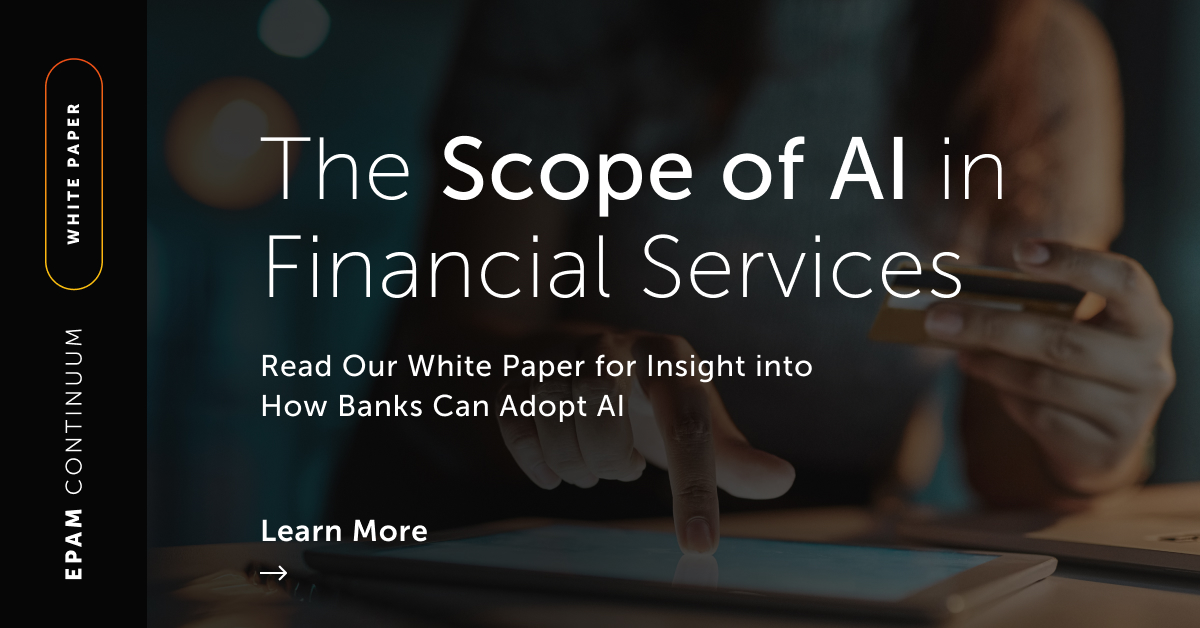 WHITE PAPER
EPAM CONTINUUM
The Scope of AI in
Financial Services
Read Our White Paper for Insight into
How Banks Can Adopt AI
Learn More